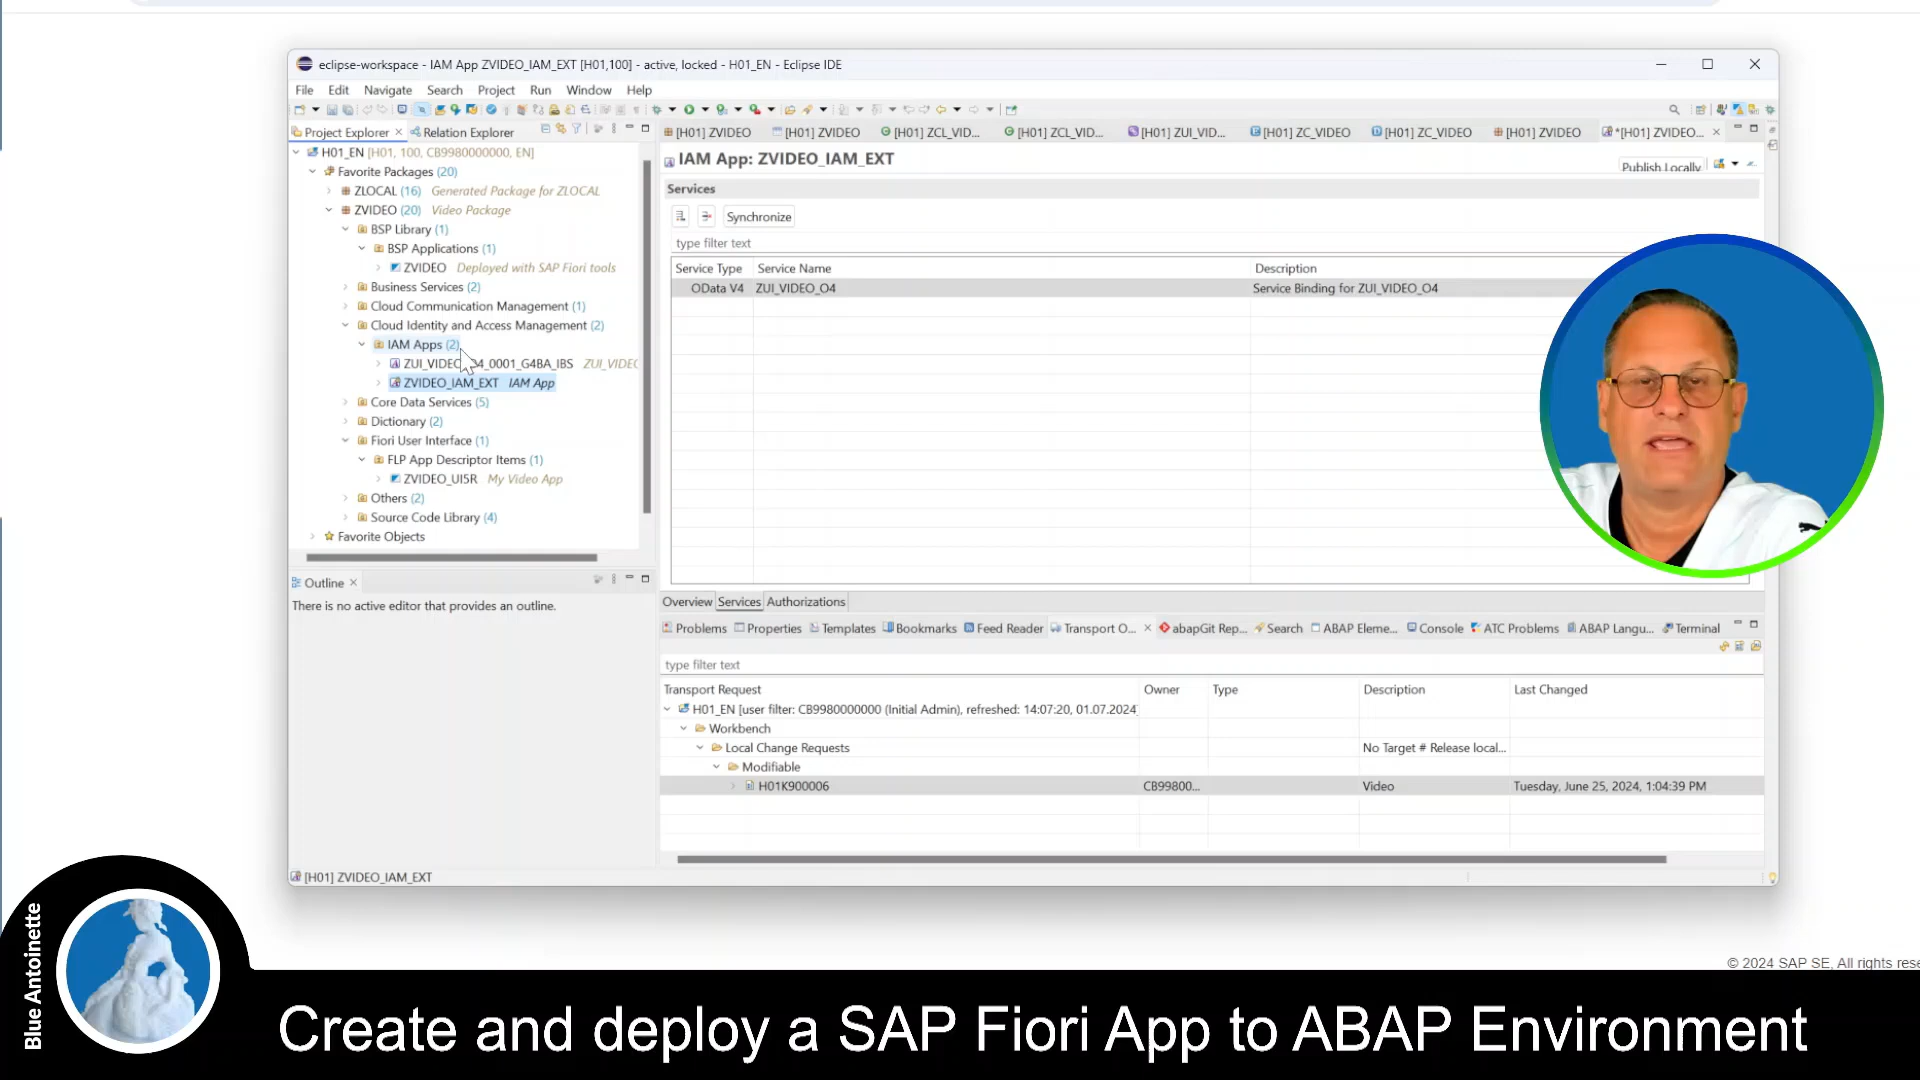 eclipse-workspace - IAM App ZVIDEO_IAM_EXT [H01,100] - active, locked - H01_EN - Eclipse IDE
File Edit Navigate Search Project Run Window Help
Project Explorer Relation Explorer
[H01] ZVIDEO [H01] ZVIDEO [H01] ZCL_VID... [H01] ZCL_VID... [H01] ZUI_VID... [H01] ZC_VIDEO [H01] ZC_VIDEO [H01] ZVIDEO *[H01] ZVIDEO...
H01_EN [H01, 100, CB9980000000, EN]
Favorite Packages (20)
ZLOCAL (16) Generated Package for ZLOCAL
ZVIDEO (20) Video Package
BSP Library (1)
BSP Applications (1)
ZVIDEO Deployed with SAP Fiori tools
Business Services (2)
Cloud Communication Management (1)
Cloud Identity and Access Management (2)
IAM Apps (2)
ZUI_VIDEO_O4_0001_G4BA_IBS ZUI_VIDEO
ZVIDEO_IAM_EXT IAM App
Core Data Services (5)
Dictionary (2)
Fiori User Interface (1)
FLP App Descriptor Items (1)
ZVIDEO_UI5R My Video App
Others (2)
Source Code Library (4)
Favorite Objects
IAM App: ZVIDEO_IAM_EXT
Publish Locally
Services
Synchronize
type filter text
Service Type Service Name Description
OData V4 ZUI_VIDEO_O4 Service Binding for ZUI_VIDEO_O4
Overview Services Authorizations
Outline
There is no active editor that provides an outline.
Problems Properties Templates Bookmarks Feed Reader Transport O... abapGit Rep... Search ABAP Eleme... Console ATC Problems ABAP Langu... Terminal
type filter text
Transport Request Owner Type Description Last Changed
H01_EN [user filter: CB9980000000 (Initial Admin), refreshed: 14:07:20, 01.07.2024]
Workbench
Local Change Requests No Target # Release local...
Modifiable
H01K900006 CB99800... Video Tuesday, June 25, 2024, 1:04:39 PM
[H01] ZVIDEO_IAM_EXT
© 2024 SAP SE, All rights rese
Blue Antoinette
Create and deploy a SAP Fiori App to ABAP Environment